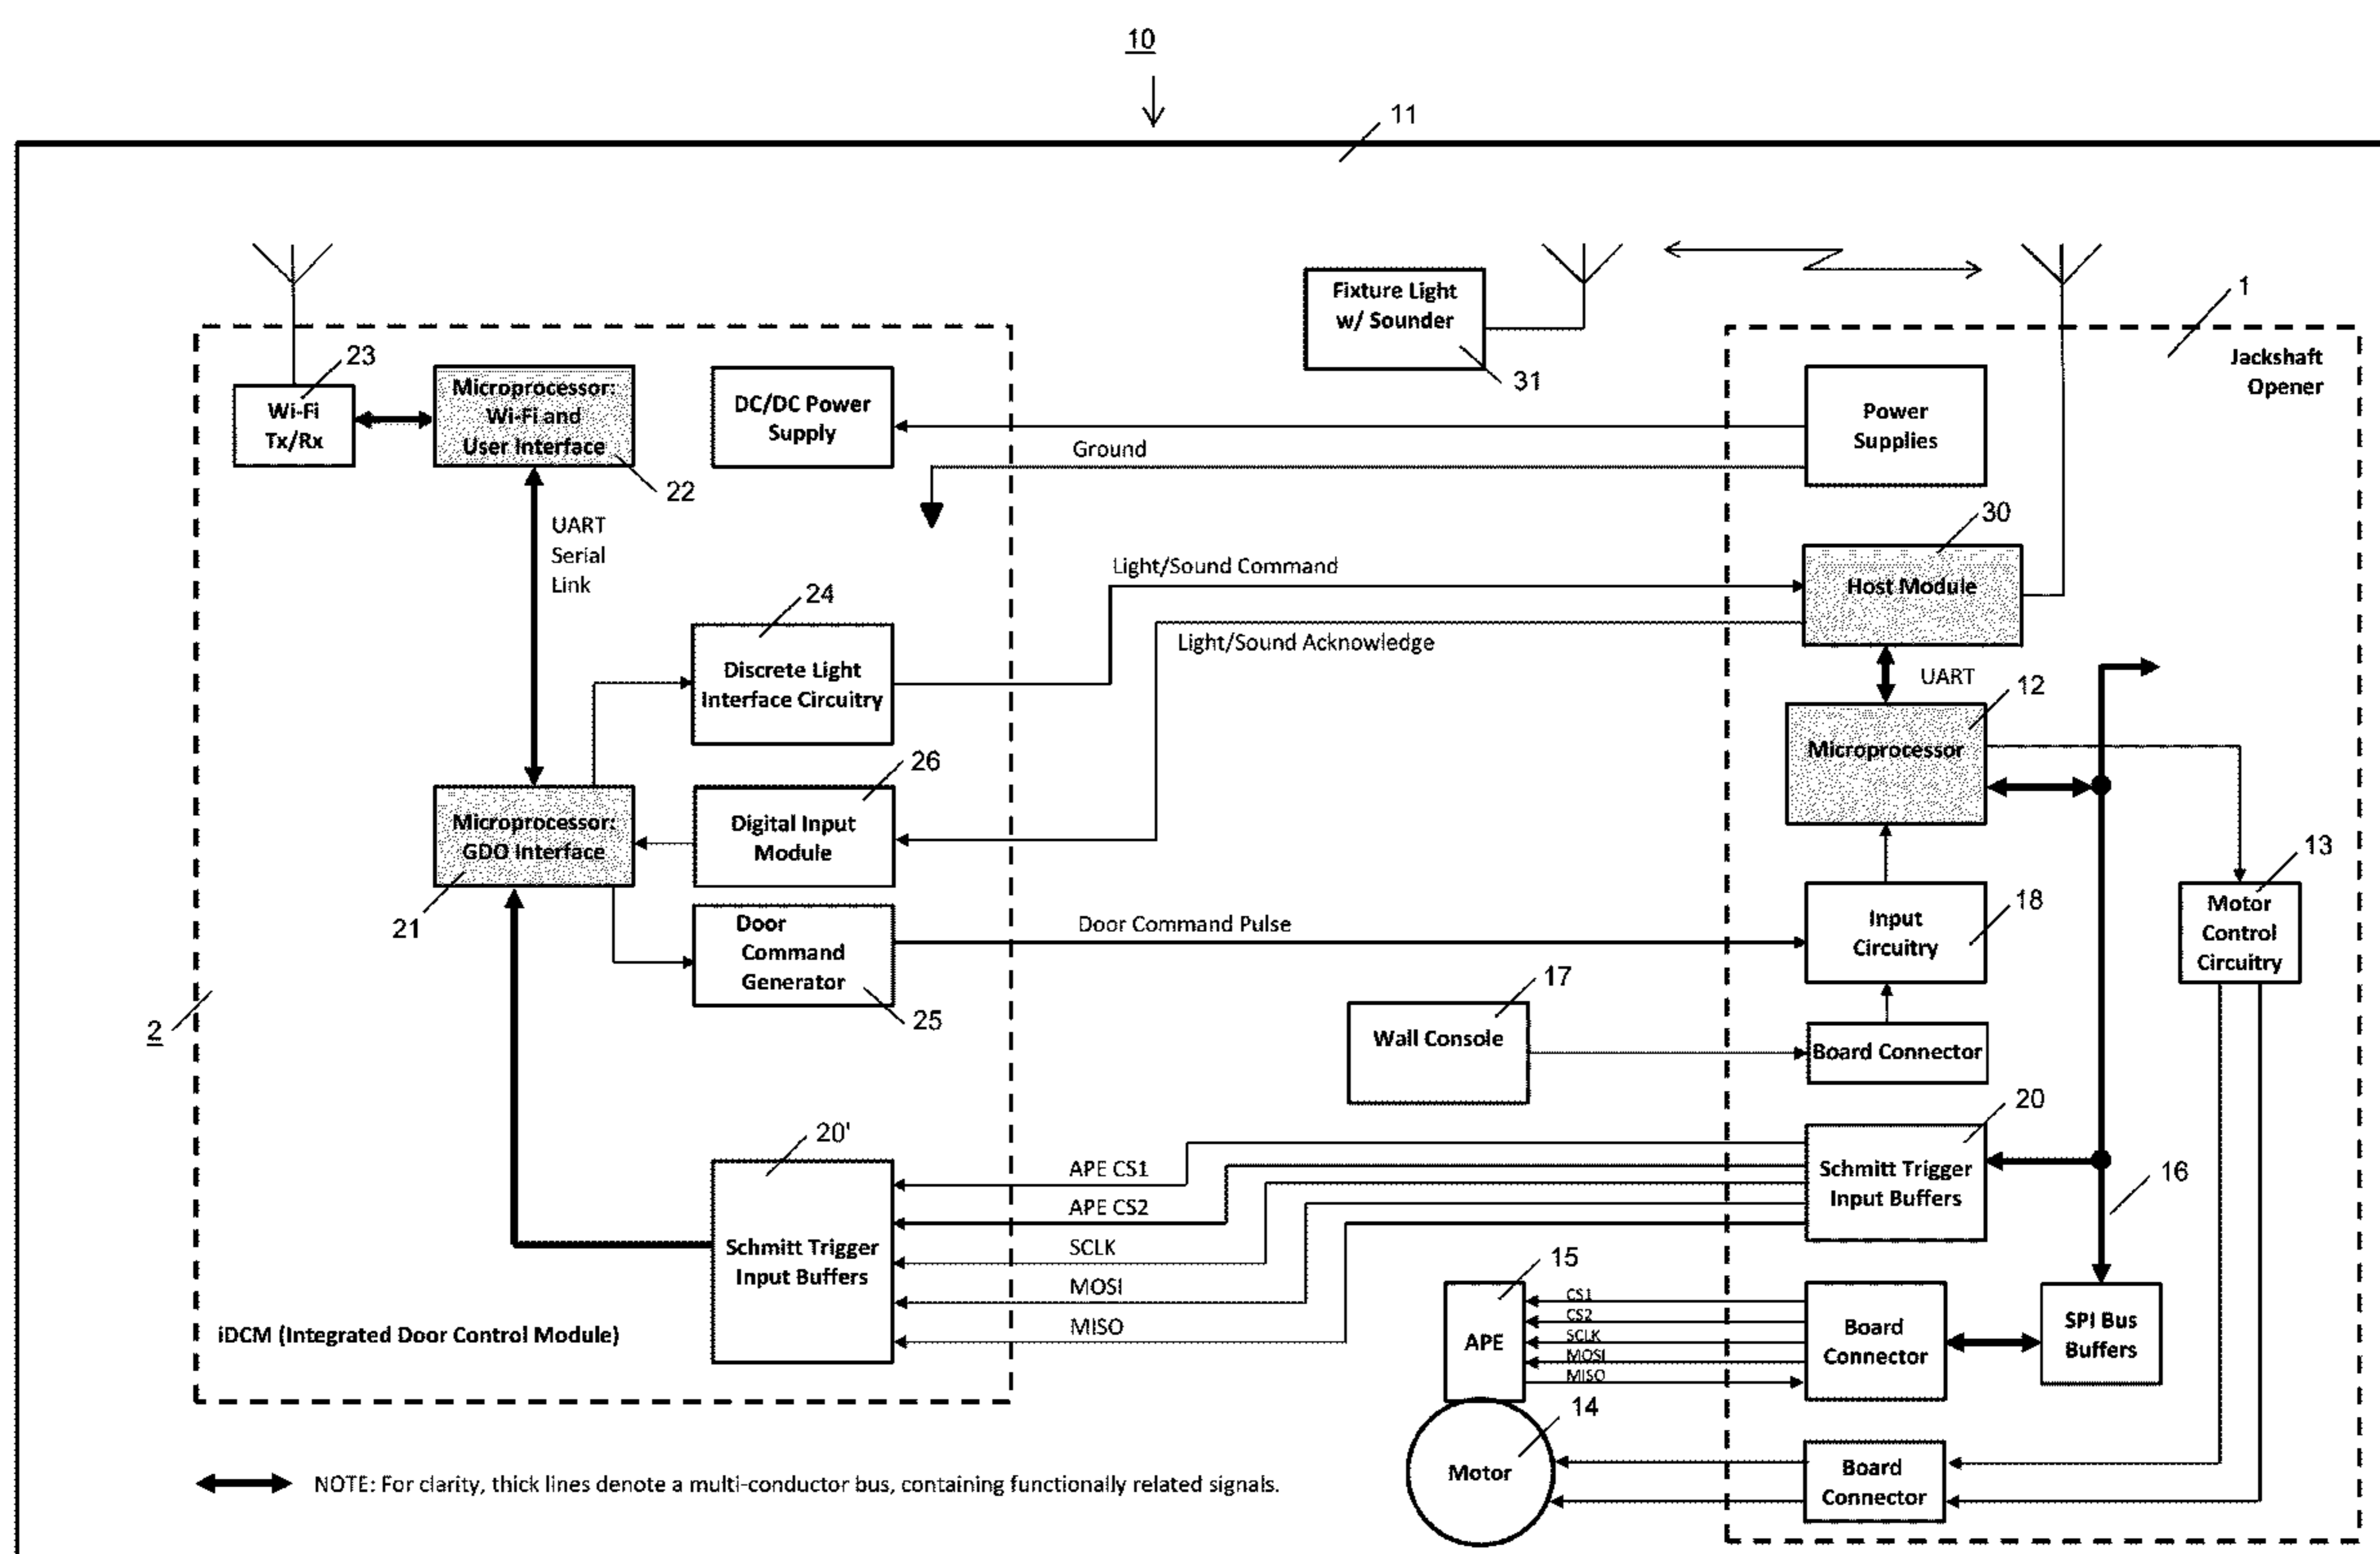 10
11
1
Fixture Light
w/ Sounder
31
Jackshaft
Opener
23
Wi-Fi
Tx/Rx
Microprocessor:
Wi-Fi and
User Interface
22
DC/DC Power
Supply
Ground
Power
Supplies
30
UART
Serial
Link
Light/Sound Command
Host Module
24
Light/Sound Acknowledge
Discrete Light
Interface Circuitry
UART
12
Microprocessor
26
Microprocessor:
GDO Interface
21
Digital Input
Module
13
Motor
Control
Circuitry
Door
Command
Generator
25
Door Command Pulse
Input
Circuitry
18
17
Wall Console
Board Connector
2
20
20'
APE CS1
APE CS2
SCLK
MOSI
MISO
Schmitt Trigger
Input Buffers
Schmitt Trigger
Input Buffers
16
15
APE
CS1
CS2
SCLK
MOSI
MISO
Board
Connector
SPI Bus
Buffers
iDCM (Integrated Door Control Module)
14
Motor
Board
Connector
NOTE: For clarity, thick lines denote a multi-conductor bus, containing functionally related signals.